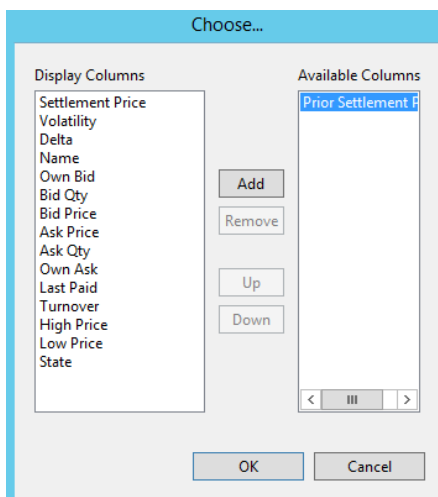 Choose...
Display Columns
Settlement Price
Volatility
Delta
Name
Own Bid
Bid Qty
Bid Price
Ask Price
Ask Qty
Own Ask
Last Paid
Turnover
High Price
Low Price
State
Add
Remove
Up
Down
Available Columns
Prior Settlement P
OK
Cancel